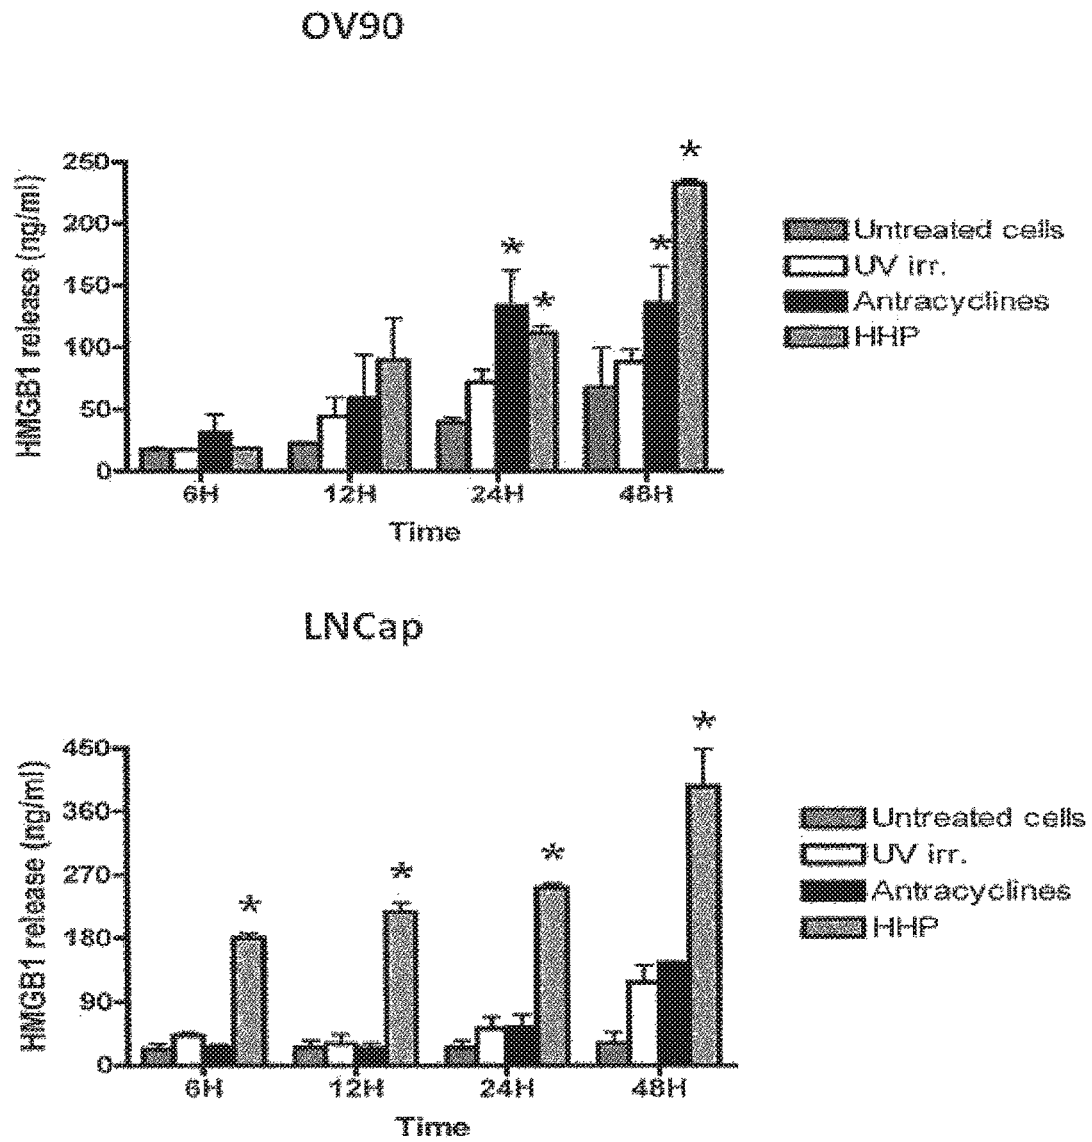 OV90
HMGB1 release (ng/ml)
250
200
150
100
50
0
*
*
*
*
6H
12H
24H
48H
Time
Untreated cells
UV irr.
Antracyclines
HHP
LNCap
HMGB1 release (ng/ml)
450
360
270
180
90
0
*
*
*
*
6H
12H
24H
48H
Time
Untreated cells
UV irr.
Antracyclines
HHP